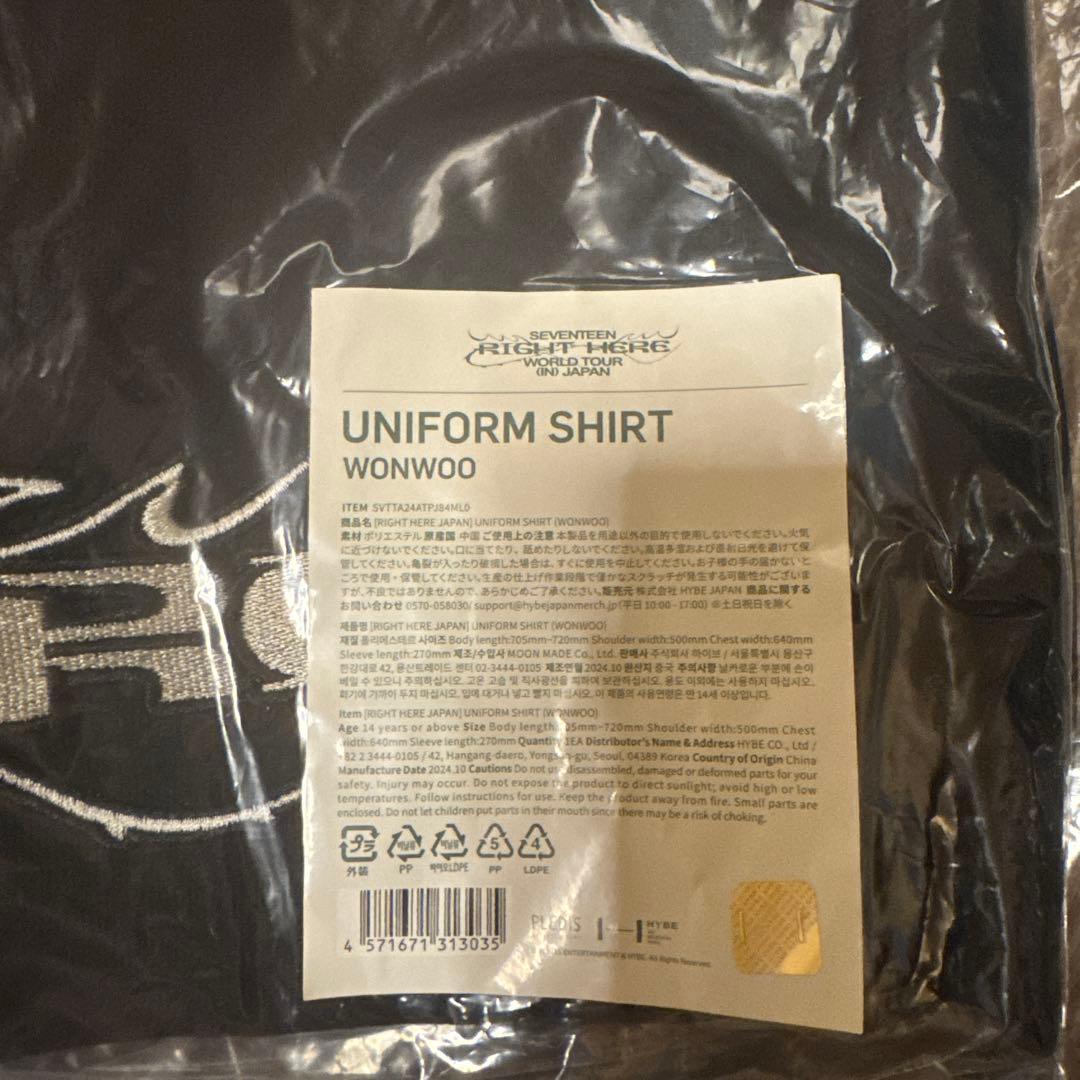 SEVENTEEN
RIGHT HERE
WORLD TOUR
(IN) JAPAN
UNIFORM SHIRT
WONWOO
ITEM SVTTA24ATPJ84ML0
商品名 [RIGHT HERE JAPAN] UNIFORM SHIRT (WONWOO)
素材 ポリエステル 原産国 中国 ご使用上の注意 本製品を用途以外の目的で使用しないでください。火気
に近づけないでください。口に当てたり、舐めたりしないでください。高温多湿および直射日光を避けて保
管してください。亀裂が入ったり破損した場合は、すぐに使用を中止してください。お子様の手の届かないと
ころで使用・保管してください。生産の仕上げ作業段階で僅かなスクラッチが発生する可能性がございま
すが、不良ではありませんので、あらかじめご了承ください。販売元 株式会社 HYBE JAPAN 商品に関する
お問い合わせ 0570-058030/ support@hybejapanmerch.jp (平日 10:00 - 17:00) ※土日祝日を除く
제품명 [RIGHT HERE JAPAN] UNIFORM SHIRT (WONWOO)
재질 폴리에스테르 사이즈 Body length:705mm~720mm Shoulder width:500mm Chest width:640mm
Sleeve length:270mm 제조/수입사 MOON MADE Co., Ltd. 판매사 주식회사 하이브 / 서울특별시 용산구
한강대로 42, 용산트레이드 센터 02-3444-0105 제조연월 2024.10 원산지 중국 주의사항 날카로운 부분에 손이
베일 수 있으니 주의하십시오. 고온 고습 및 직사광선을 피하여 보관하십시오. 용도 이외에는 사용하지 마십시오.
화기에 가까이 두지 마십시오. 입에 대거나 넣고 빨지 마십시오. 이 제품의 사용연령은 만 14세 이상입니다.
Item [RIGHT HERE JAPAN] UNIFORM SHIRT (WONWOO)
Age 14 years or above Size Body length:705mm~720mm Shoulder width:500mm Chest
width:640mm Sleeve length:270mm Quantity 1EA Distributor's Name & Address HYBE CO., Ltd /
+82 2 3444-0105 / 42, Hangang-daero, Yongsan-gu, Seoul, 04389 Korea Country of Origin China
Manufacture Date 2024.10 Cautions Do not use disassembled, damaged or deformed parts for your
safety. Injury may occur. Do not expose the product to direct sunlight; avoid high or low
temperatures. Follow instructions for use. Keep the product away from fire. Small parts are
enclosed. Do not let children put parts in their mouth since there may be a risk of choking.
プラ 비닐류 비닐류 5 4
外装 PP LDPE PP LDPE
4 571671 313035
PLEDIS HYBE
ENTERTAINMENT & HYBE. All Rights Reserved.